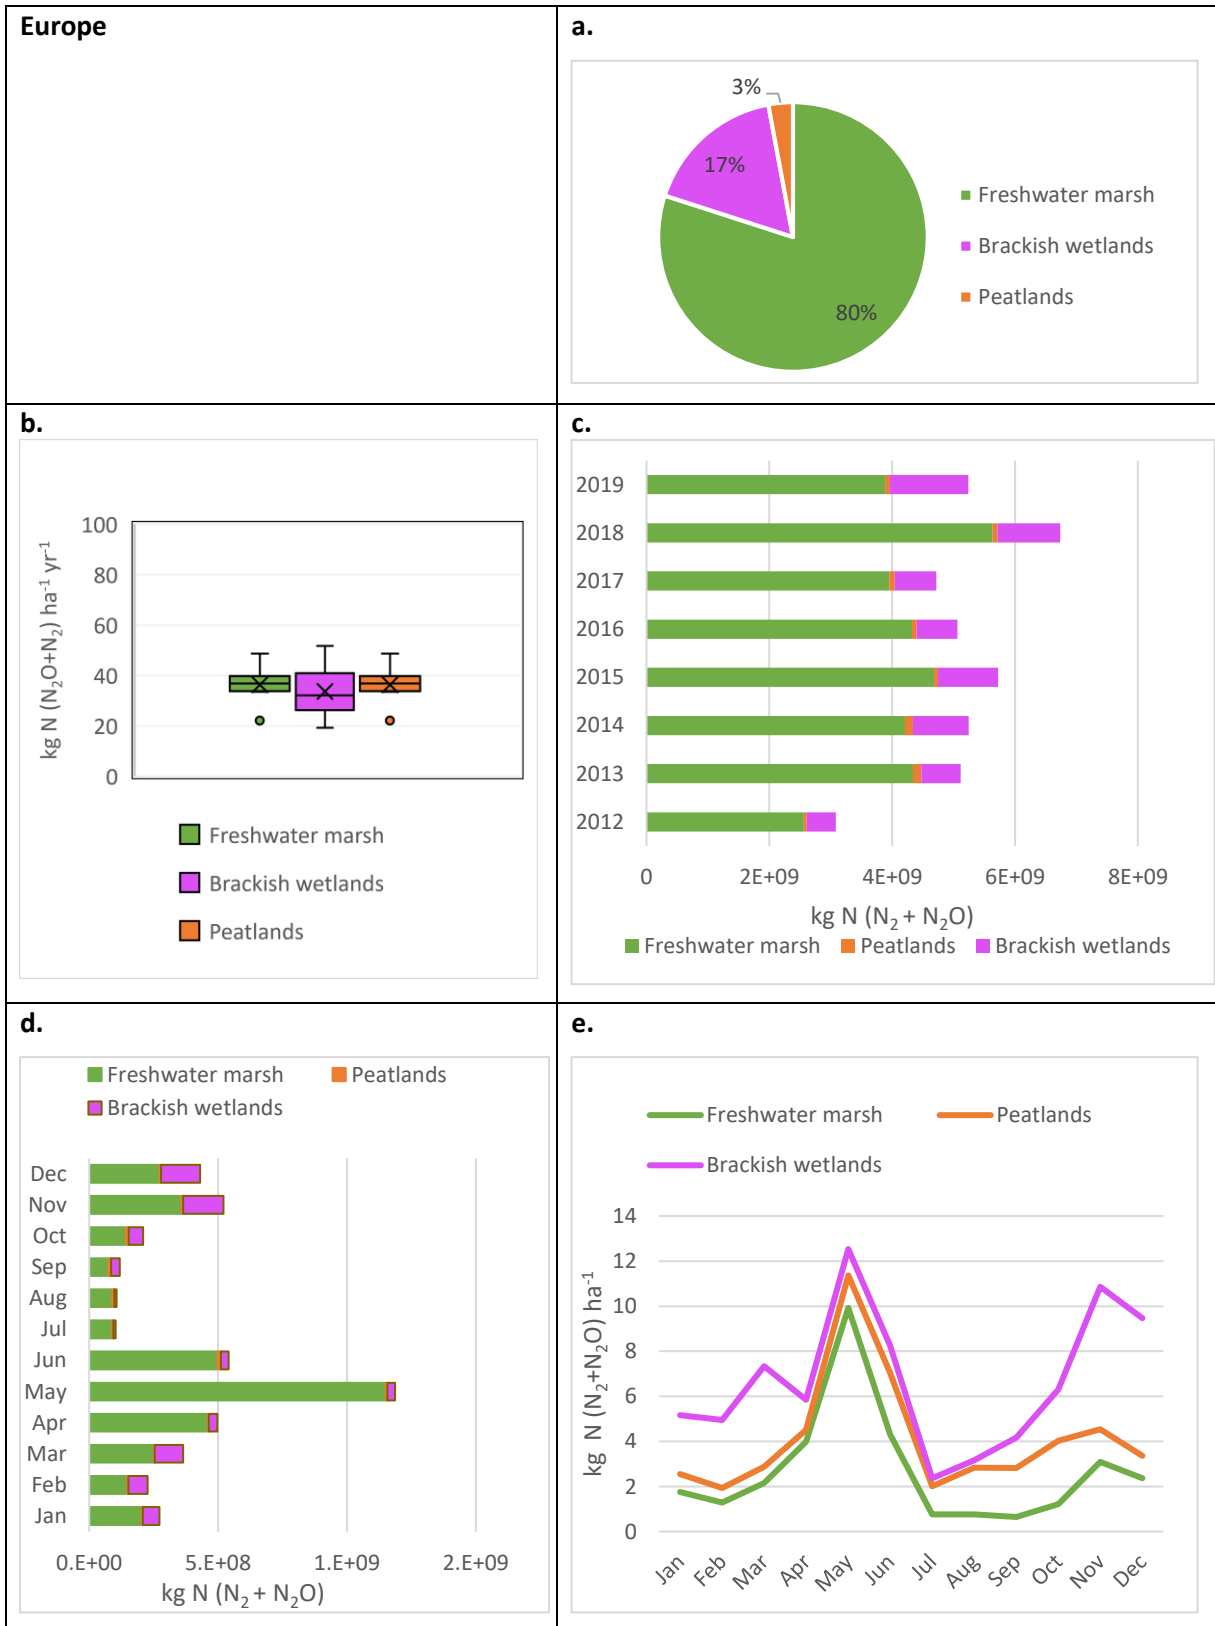 Europe
a.
3%
17%
80%
Freshwater marsh
Brackish wetlands
Peatlands
b.
kg N (N₂O+N₂) ha⁻¹ yr⁻¹
100
80
60
40
20
0
Freshwater marsh
Brackish wetlands
Peatlands
c.
2019
2018
2017
2016
2015
2014
2013
2012
0 2E+09 4E+09 6E+09 8E+09
kg N (N₂ + N₂O)
Freshwater marsh Peatlands Brackish wetlands
d.
Freshwater marsh Peatlands
Brackish wetlands
Dec
Nov
Oct
Sep
Aug
Jul
Jun
May
Apr
Mar
Feb
Jan
0.E+00 5.E+08 1.E+09 2.E+09
kg N (N₂ + N₂O)
e.
Freshwater marsh Peatlands
Brackish wetlands
kg N (N₂+N₂O) ha⁻¹
14
12
10
8
6
4
2
0
Jan Feb Mar Apr May Jun Jul Aug Sep Oct Nov Dec